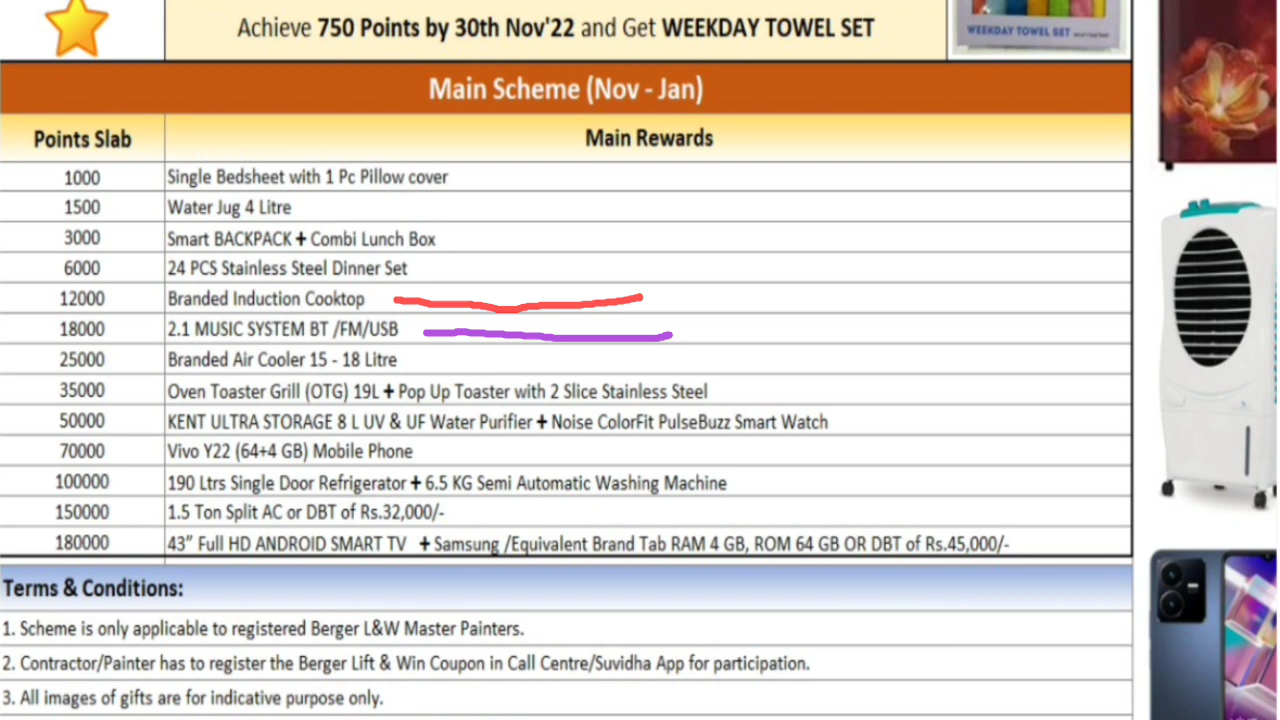 Achieve 750 Points by 30th Nov'22 and Get WEEKDAY TOWEL SET
WEEKDAY TOWEL SET
Main Scheme (Nov - Jan)
Points Slab Main Rewards
1000 Single Bedsheet with 1 Pc Pillow cover
1500 Water Jug 4 Litre
3000 Smart BACKPACK + Combi Lunch Box
6000 24 PCS Stainless Steel Dinner Set
12000 Branded Induction Cooktop
18000 2.1 MUSIC SYSTEM BT /FM/USB
25000 Branded Air Cooler 15 - 18 Litre
35000 Oven Toaster Grill (OTG) 19L + Pop Up Toaster with 2 Slice Stainless Steel
50000 KENT ULTRA STORAGE 8 L UV & UF Water Purifier + Noise ColorFit PulseBuzz Smart Watch
70000 Vivo Y22 (64+4 GB) Mobile Phone
100000 190 Ltrs Single Door Refrigerator + 6.5 KG Semi Automatic Washing Machine
150000 1.5 Ton Split AC or DBT of Rs.32,000/-
180000 43” Full HD ANDROID SMART TV + Samsung /Equivalent Brand Tab RAM 4 GB, ROM 64 GB OR DBT of Rs.45,000/-
Terms & Conditions:
1. Scheme is only applicable to registered Berger L&W Master Painters.
2. Contractor/Painter has to register the Berger Lift & Win Coupon in Call Centre/Suvidha App for participation.
3. All images of gifts are for indicative purpose only.